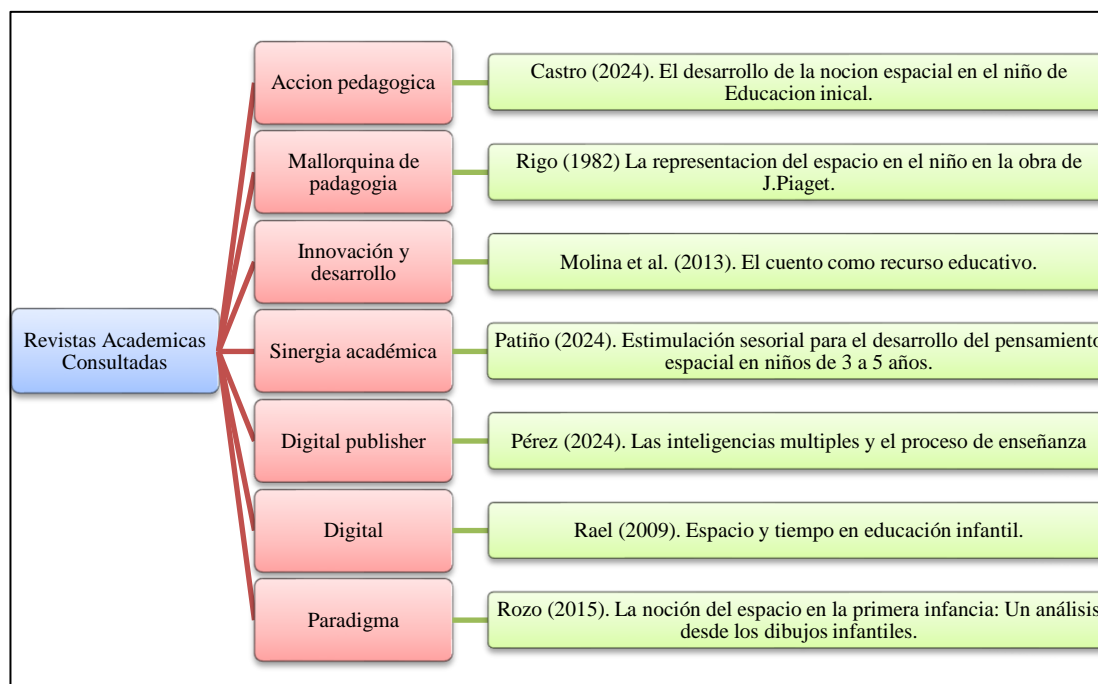 Revistas Academicas
Consultadas
Accion pedagogica
Castro (2024). El desarrollo de la nocion espacial en el niño de
Educacion inical.
Mallorquina de
padagogia
Rigo (1982) La representacion del espacio en el niño en la obra de
J.Piaget.
Innovación y
desarrollo
Molina et al. (2013). El cuento como recurso educativo.
Sinergia académica
Patiño (2024). Estimulación sesorial para el desarrollo del pensamiento
espacial en niños de 3 a 5 años.
Digital publisher
Pérez (2024). Las inteligencias multiples y el proceso de enseñanza
Digital
Rael (2009). Espacio y tiempo en educación infantil.
Paradigma
Rozo (2015). La noción del espacio en la primera infancia: Un análisis
desde los dibujos infantiles.